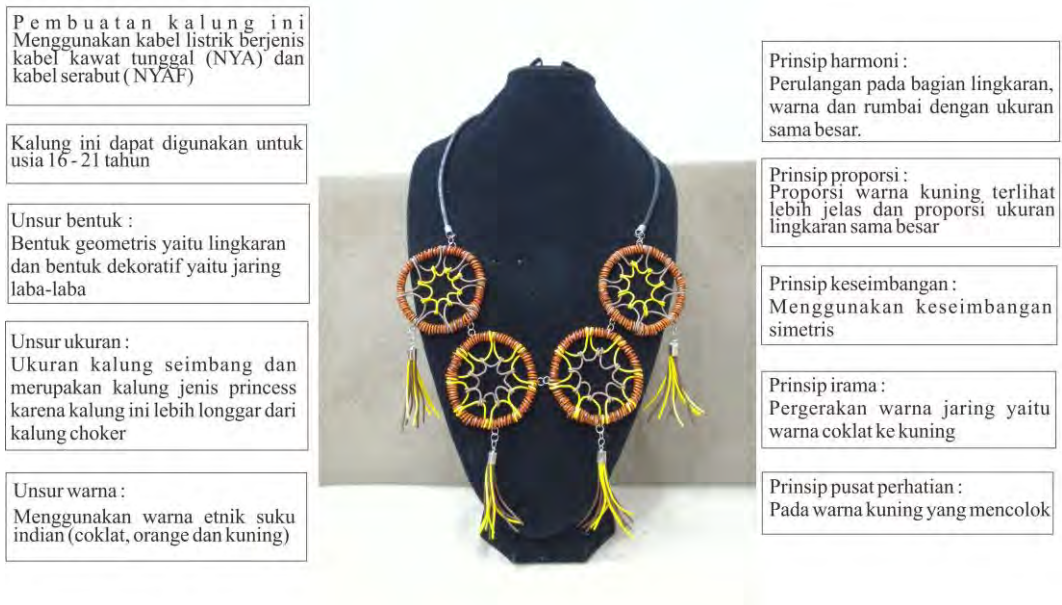 Pembuatan kalung ini
Menggunakan kabel listrik berjenis
kabel kawat tunggal (NYA) dan
kabel serabut ( NYAF)
Kalung ini dapat digunakan untuk
usia 16 - 21 tahun
Unsur bentuk :
Bentuk geometris yaitu lingkaran
dan bentuk dekoratif yaitu jaring
laba-laba
Unsur ukuran :
Ukuran kalung seimbang dan
merupakan kalung jenis princess
karena kalung ini lebih longgar dari
kalung choker
Unsur warna :
Menggunakan warna etnik suku
indian (coklat, orange dan kuning)
Prinsip harmoni :
Perulangan pada bagian lingkaran,
warna dan rumbai dengan ukuran
sama besar.
Prinsip proporsi :
Proporsi warna kuning terlihat
lebih jelas dan proporsi ukuran
lingkaran sama besar
Prinsip keseimbangan :
Menggunakan keseimbangan
simetris
Prinsip irama :
Pergerakan warna jaring yaitu
warna coklat ke kuning
Prinsip pusat perhatian :
Pada warna kuning yang mencolok